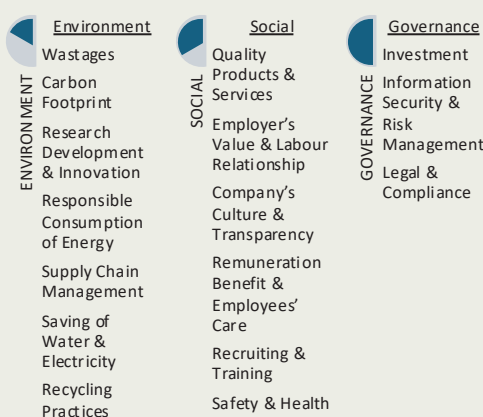 Environment
ENVIRONMENT
Wastages
Carbon
Footprint
Research
Development
& Innovation
Responsible
Consumption
of Energy
Supply Chain
Management
Saving of
Water &
Electricity
Recycling
Practices
Social
SOCIAL
Quality
Products &
Services
Employer's
Value & Labour
Relationship
Company's
Culture &
Transparency
Remuneration
Benefit &
Employees'
Care
Recruiting &
Training
Safety & Health
Governance
GOVERNANCE
Investment
Information
Security &
Risk
Management
Legal &
Compliance